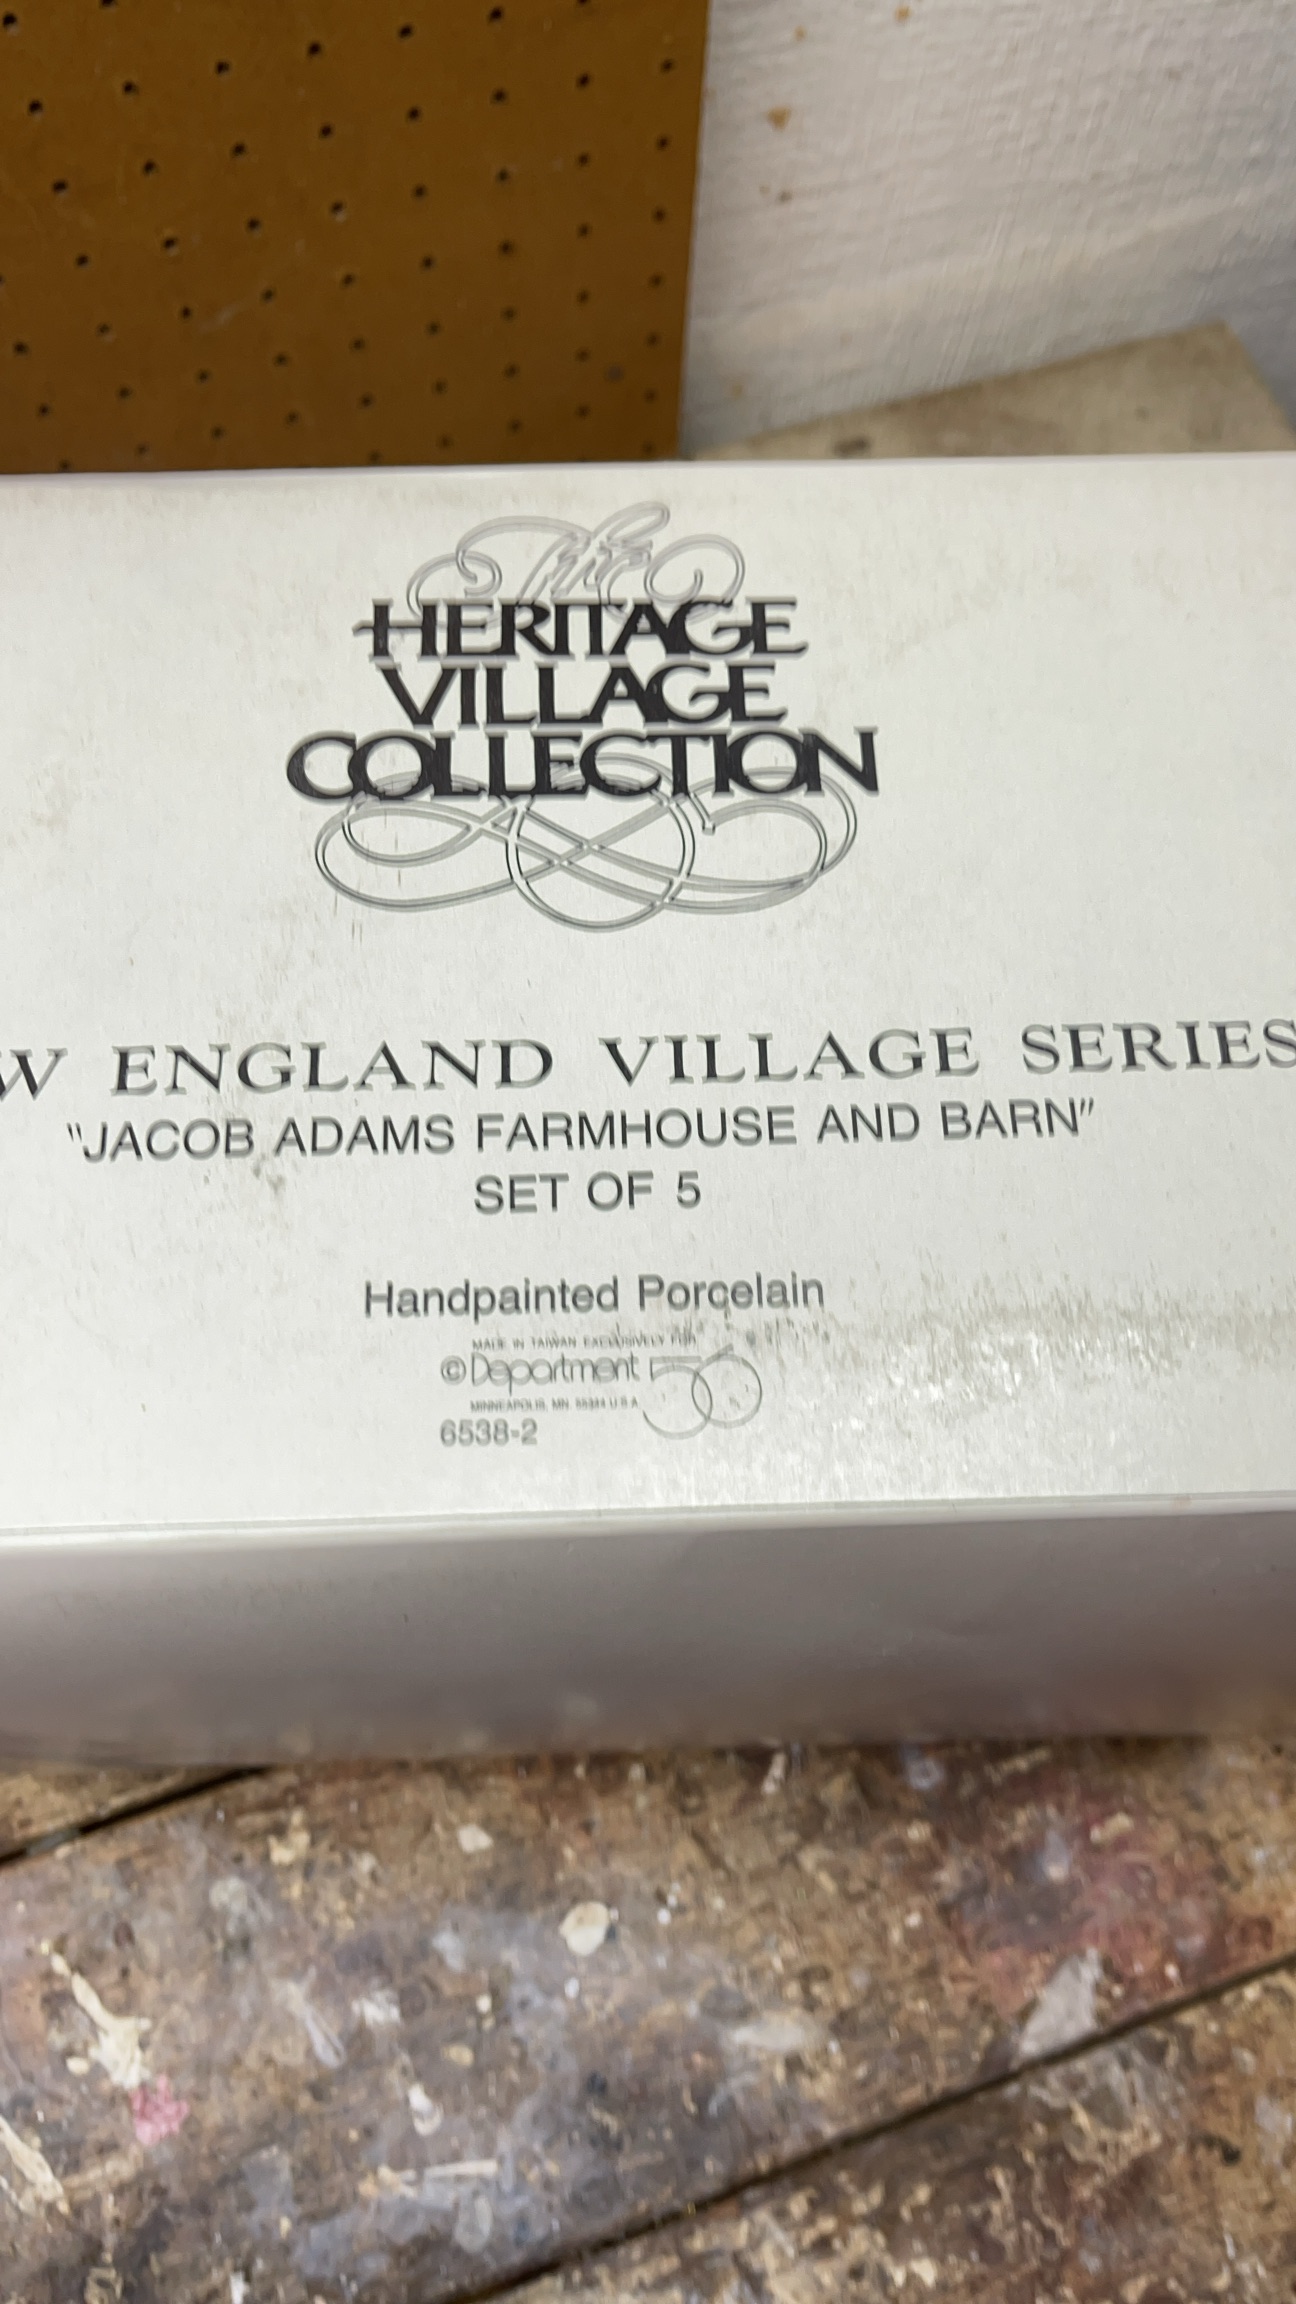 The
HERITAGE
VILLAGE
COLLECTION
W ENGLAND VILLAGE SERIES
"JACOB ADAMS FARMHOUSE AND BARN"
SET OF 5
Handpainted Porcelain
MADE IN TAIWAN EXCLUSIVELY FOR
©Department 56
MINNEAPOLIS, MN. 55344 U S A
6538-2